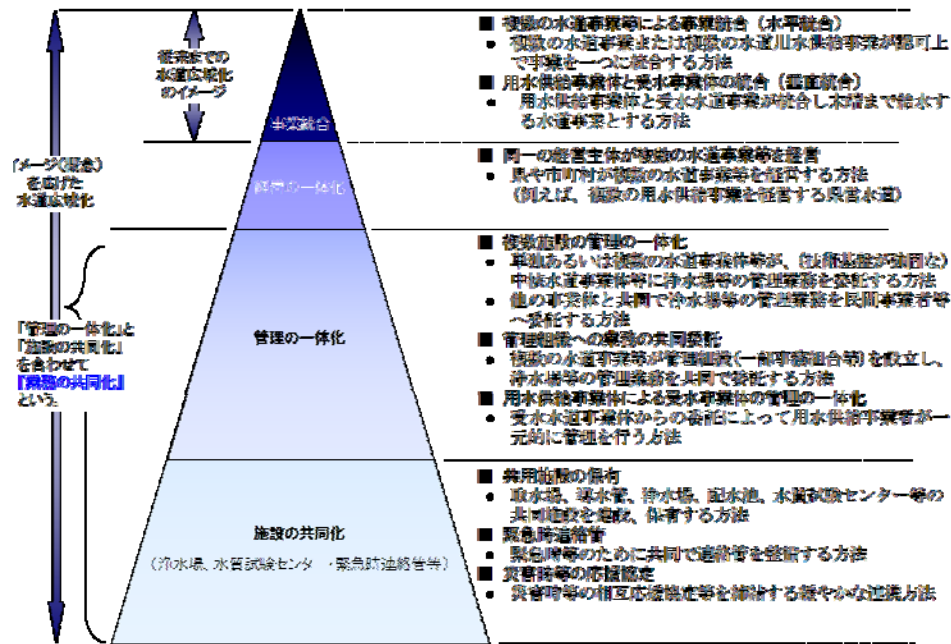 従来までの
水道広域化
のイメージ
事業統合
イメージ(概念)
を広げた
水道広域化
経営の一体化
「管理の一体化」と
「施設の共同化」
を合わせて
『業務の共同化』
という。
管理の一体化
施設の共同化
(浄水場、水質試験センター、緊急時連絡管等)
■ 複数の水道事業等による事業統合(水平統合)
● 複数の水道事業または複数の水道用水供給事業が認可上
で事業を一つに統合する方法
■ 用水供給事業体と受水事業体の統合(垂直統合)
● 用水供給事業体と受水水道事業が統合し末端まで給水す
る水道事業とする方法
■ 同一の経営主体が複数の水道事業等を経営
● 県や市町村が複数の水道事業等を経営する方法
(例えば、複数の用水供給事業を経営する県営水道)
■ 複数施設の管理の一体化
● 単独あるいは複数の水道事業体等が、(技術基盤が強固な)
中核水道事業体等に浄水場等の管理業務を委託する方法
● 他の事業体と共同で浄水場等の管理業務を民間事業者等
へ委託する方法
■ 管理組織への業務の共同委託
● 複数の水道事業等が管理組織(一部事務組合等)を設立し、
浄水場等の管理業務を共同で委託する方法
■ 用水供給事業体による受水事業体の管理の一体化
● 受水水道事業体からの委託によって用水供給事業者が一
元的に管理を行う方法
■ 共用施設の保有
● 取水場、導水管、浄水場、配水池、水質試験センター等の
共同施設を建設、保有する方法
■ 緊急時連絡管
● 緊急時等のために共同で連絡管を整備する方法
■ 災害時等の応援協定
● 災害時等の相互応援協定等を締結する緩やかな連携方法